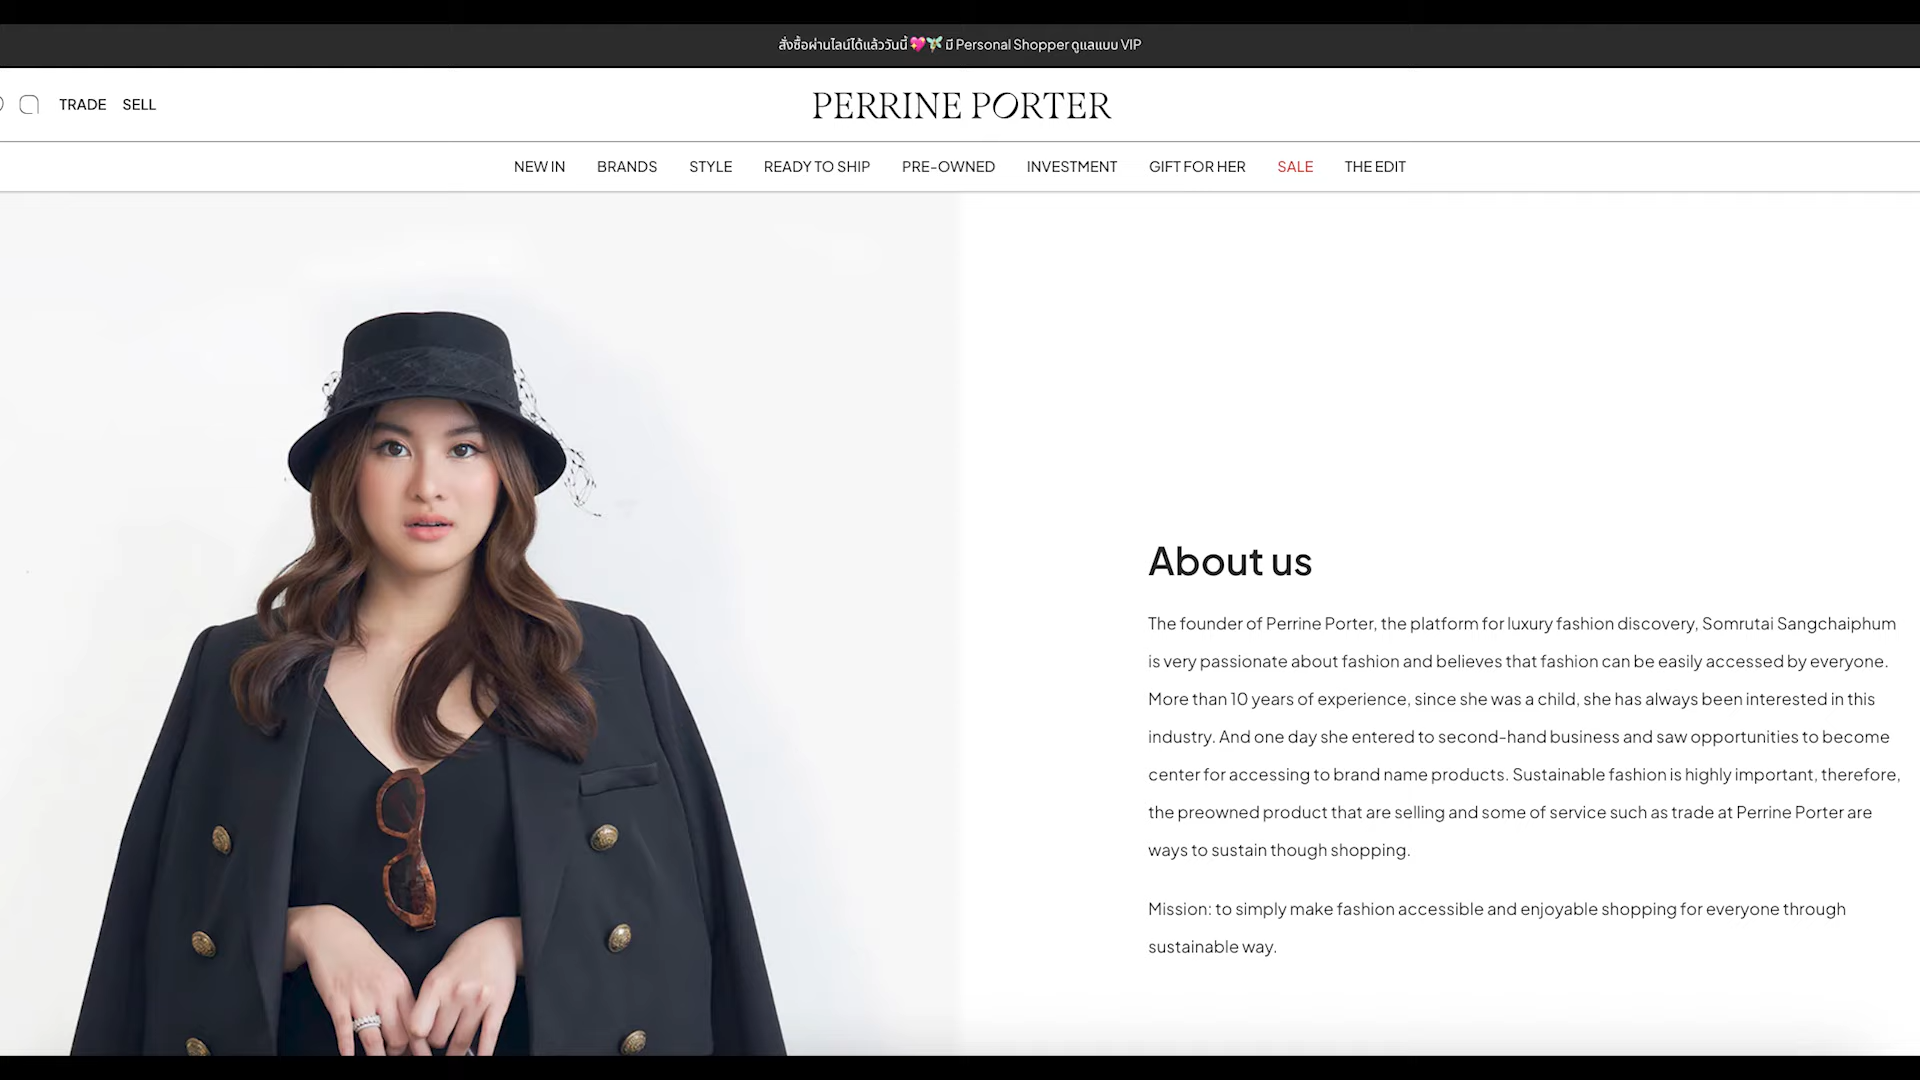 สั่งซื้อผ่านไลน์ได้แล้ววันนี้💖🧚 มี Personal Shopper ดูแลแบบ VIP
TRADE SELL
PERRINE PORTER
NEW IN BRANDS STYLE READY TO SHIP PRE-OWNED INVESTMENT GIFT FOR HER SALE THE EDIT
About us
The founder of Perrine Porter, the platform for luxury fashion discovery, Somrutai Sangchaiphum
is very passionate about fashion and believes that fashion can be easily accessed by everyone.
More than 10 years of experience, since she was a child, she has always been interested in this
industry. And one day she entered to second-hand business and saw opportunities to become
center for accessing to brand name products. Sustainable fashion is highly important, therefore,
the preowned product that are selling and some of service such as trade at Perrine Porter are
ways to sustain though shopping.
Mission: to simply make fashion accessible and enjoyable shopping for everyone through
sustainable way.